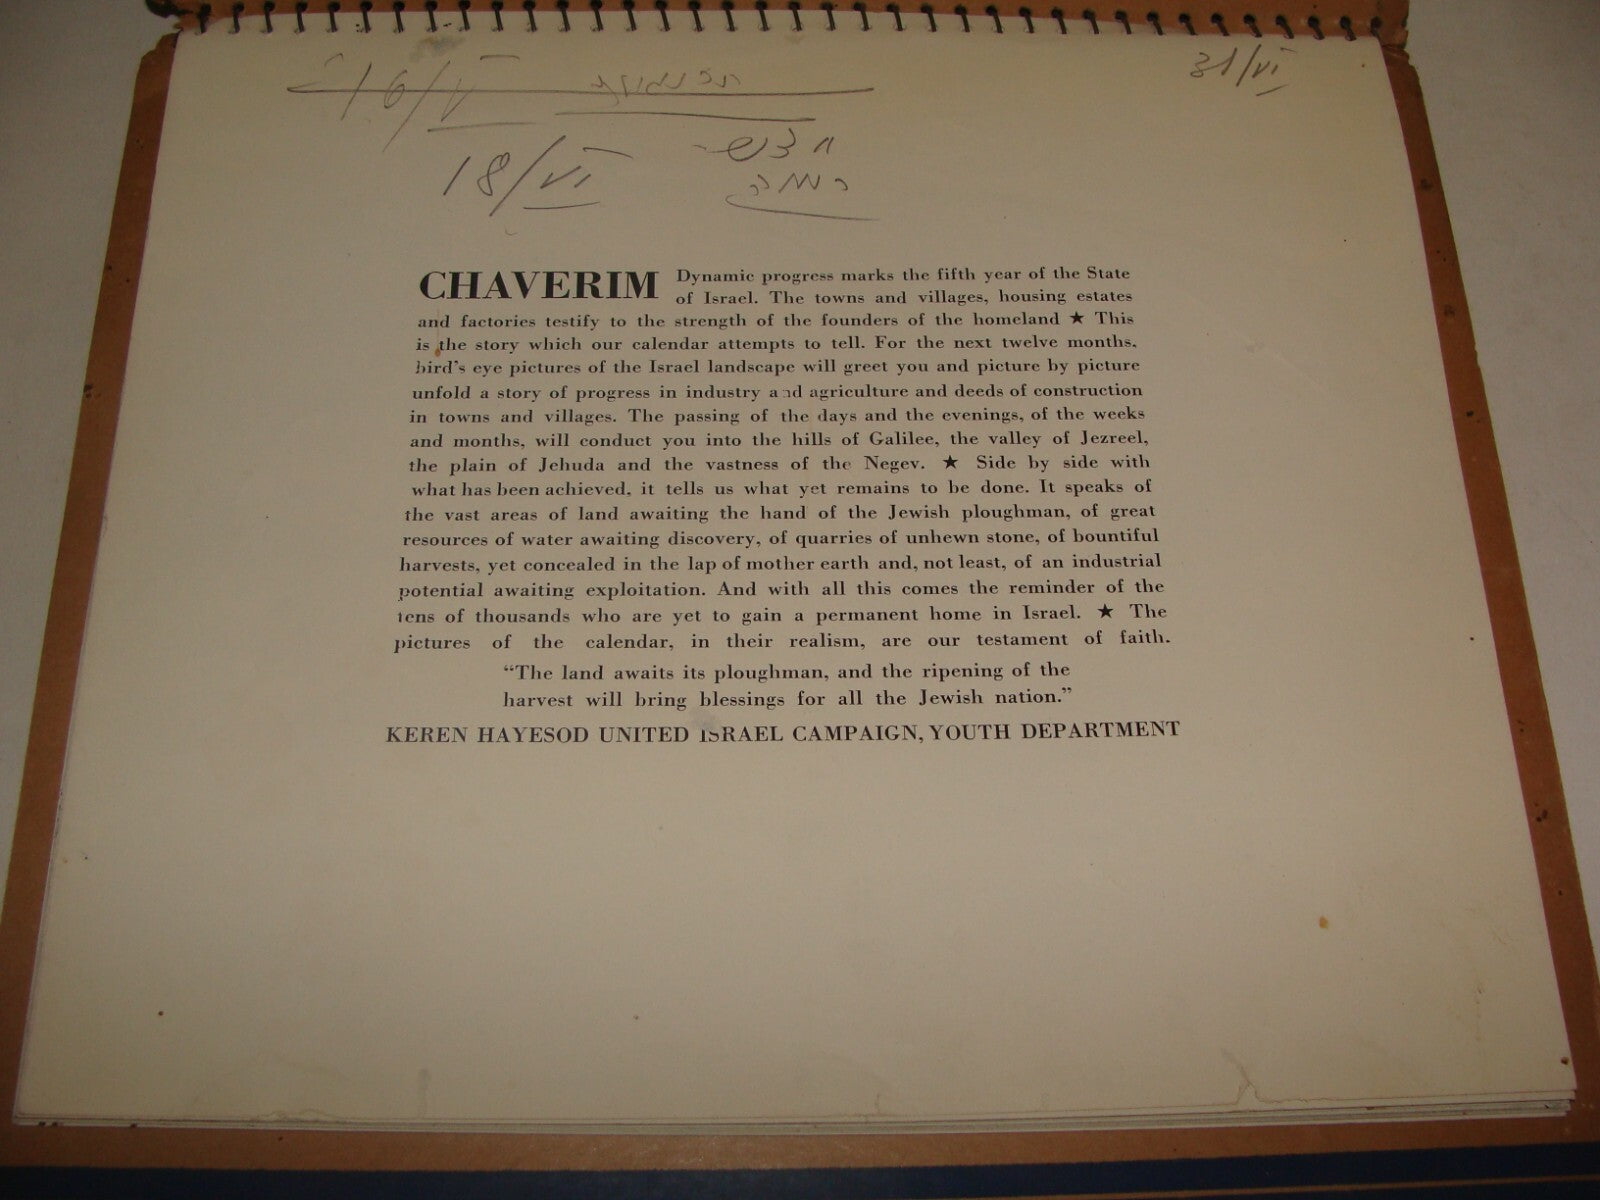 16/V
31/VI
18/VI
CHAVERIM Dynamic progress marks the fifth year of the State
of Israel. The towns and villages, housing estates
and factories testify to the strength of the founders of the homeland ★ This
is the story which our calendar attempts to tell. For the next twelve months,
bird's eye pictures of the Israel landscape will greet you and picture by picture
unfold a story of progress in industry and agriculture and deeds of construction
in towns and villages. The passing of the days and the evenings, of the weeks
and months, will conduct you into the hills of Galilee, the valley of Jezreel,
the plain of Jehuda and the vastness of the Negev. ★ Side by side with
what has been achieved, it tells us what yet remains to be done. It speaks of
the vast areas of land awaiting the hand of the Jewish ploughman, of great
resources of water awaiting discovery, of quarries of unhewn stone, of bountiful
harvests, yet concealed in the lap of mother earth and, not least, of an industrial
potential awaiting exploitation. And with all this comes the reminder of the
tens of thousands who are yet to gain a permanent home in Israel. ★ The
pictures of the calendar, in their realism, are our testament of faith.
“The land awaits its ploughman, and the ripening of the
harvest will bring blessings for all the Jewish nation.”
KEREN HAYESOD UNITED ISRAEL CAMPAIGN, YOUTH DEPARTMENT